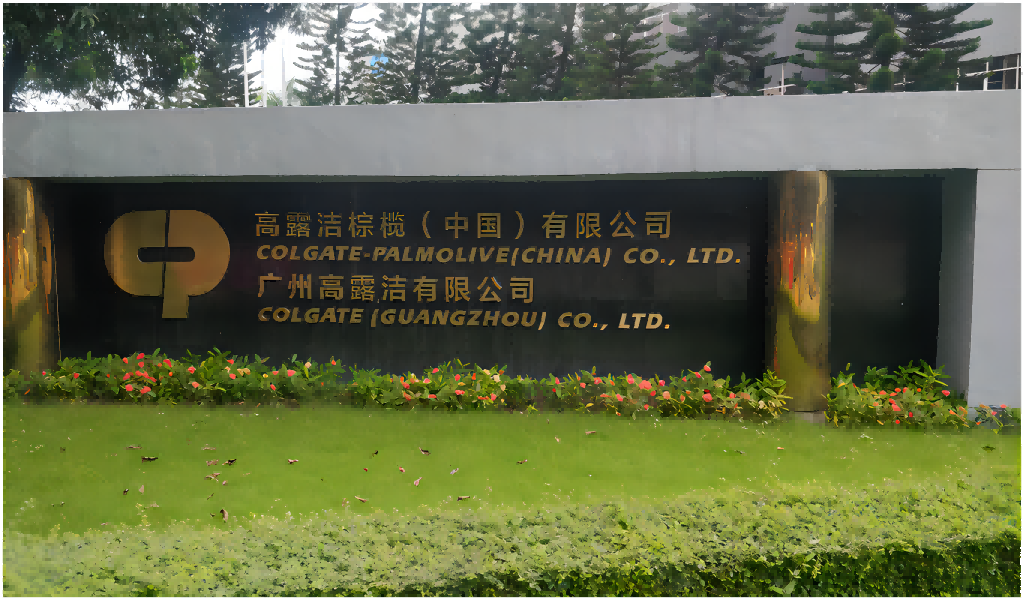 高露洁棕榄（中国）有限公司
COLGATE-PALMOLIVE(CHINA) CO., LTD.
广州高露洁有限公司
COLGATE (GUANGZHOU) CO., LTD.